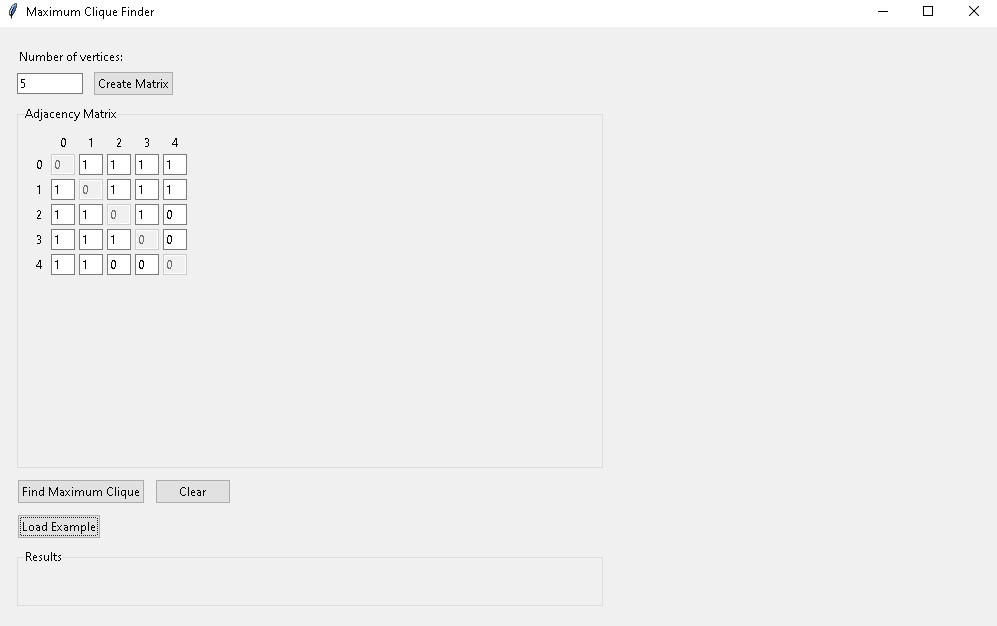 Maximum Clique Finder
Number of vertices:
5 Create Matrix
Adjacency Matrix
0 1 2 3 4
0 0 1 1 1 1
1 1 0 1 1 1
2 1 1 0 1 0
3 1 1 1 0 0
4 1 1 0 0 0
Find Maximum Clique Clear
Load Example
Results